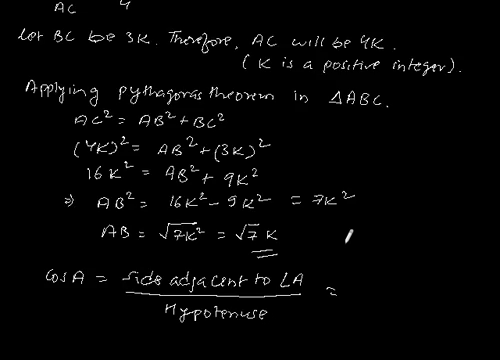 AC 4
Let BC be 3K. Therefore, AC will be 4K.
(K is a positive integer).
Applying pythagoras theorem in ΔABC.
AC² = AB² + BC²
(4K)² = AB² + (3K)²
16K² = AB² + 9K²
⇒ AB² = 16K² - 9K² = 7K²
AB = √7K² = √7 K
Cos A = Side adjacent to ∠A =
Hypotenuse